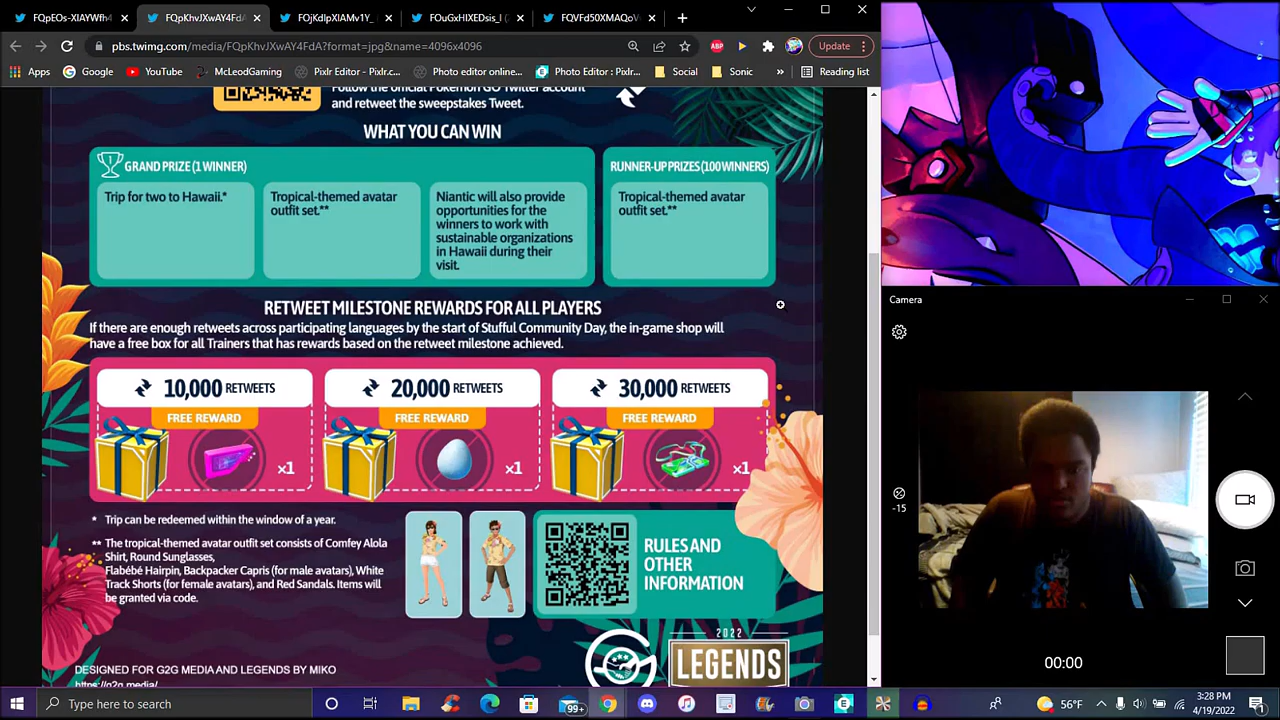 FQpEOs-XIAYWfh4
FQpKhvJXwAY4FdA
FOjKdlpXIAMv1Y_
FOuGxHIXEDsis_I (
FQVFd50XMAQoV
pbs.twimg.com/media/FQpKhvJXwAY4FdA?format=jpg&name=4096x4096
ABP
Update
Apps
Google
YouTube
McLeodGaming
Pixlr Editor - Pixlr.c...
Photo editor online...
Photo Editor : Pixlr...
Social
Sonic
»
Reading list
Follow the official Pokémon GO Twitter account
and retweet the sweepstakes Tweet.
WHAT YOU CAN WIN
GRAND PRIZE (1 WINNER)
Trip for two to Hawaii.*
Tropical-themed avatar
outfit set.**
Niantic will also provide
opportunities for the
winners to work with
sustainable organizations
in Hawaii during their
visit.
RUNNER-UP PRIZES (100 WINNERS)
Tropical-themed avatar
outfit set.**
RETWEET MILESTONE REWARDS FOR ALL PLAYERS
If there are enough retweets across participating languages by the start of Stufful Community Day, the in-game shop will
have a free box for all Trainers that has rewards based on the retweet milestone achieved.
10,000 RETWEETS
FREE REWARD
×1
20,000 RETWEETS
FREE REWARD
×1
30,000 RETWEETS
FREE REWARD
×1
* Trip can be redeemed within the window of a year.
** The tropical-themed avatar outfit set consists of Comfey Alola
Shirt, Round Sunglasses,
Flabébé Hairpin, Backpacker Capris (for male avatars), White
Track Shorts (for female avatars), and Red Sandals. Items will
be granted via code.
RULES AND
OTHER
INFORMATION
2022
LEGENDS
DESIGNED FOR G2G MEDIA AND LEGENDS BY MIKO
https://g2g.media/
Camera
-15
00:00
Type here to search
99+
56°F
3:28 PM
4/19/2022